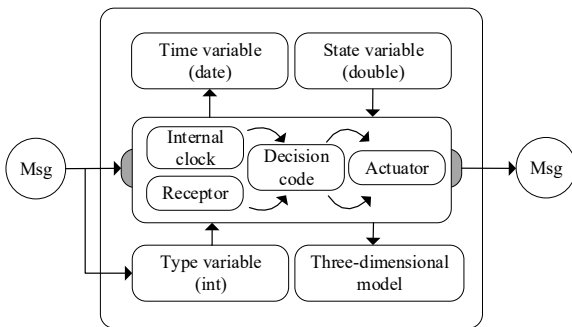 Time variable
(date)
State variable
(double)
Msg
Internal
clock
Receptor
Decision
code
Actuator
Msg
Type variable
(int)
Three-dimensional
model